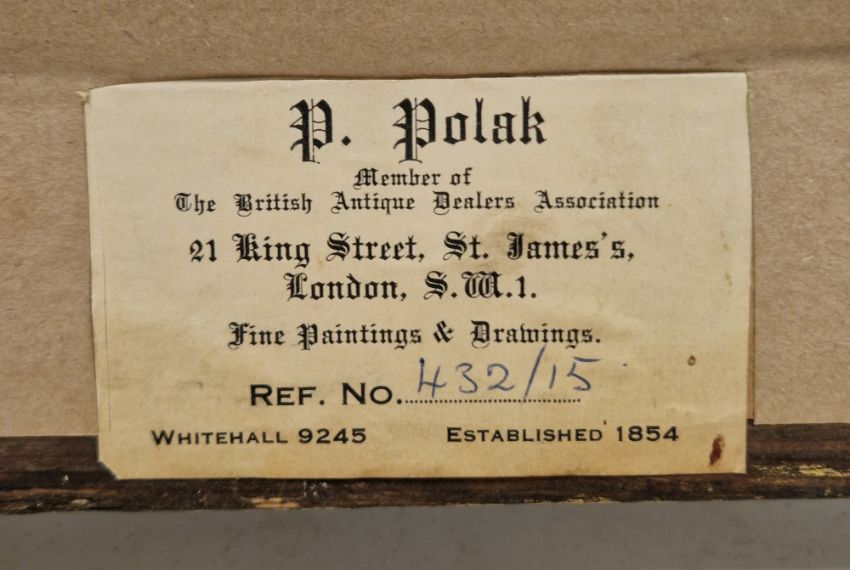 P. Polak
Member of
The British Antique Dealers Association
21 King Street, St. James's,
London, S.W.1.
Fine Paintings & Drawings.
REF. NO. 432/15
WHITEHALL 9245 ESTABLISHED 1854